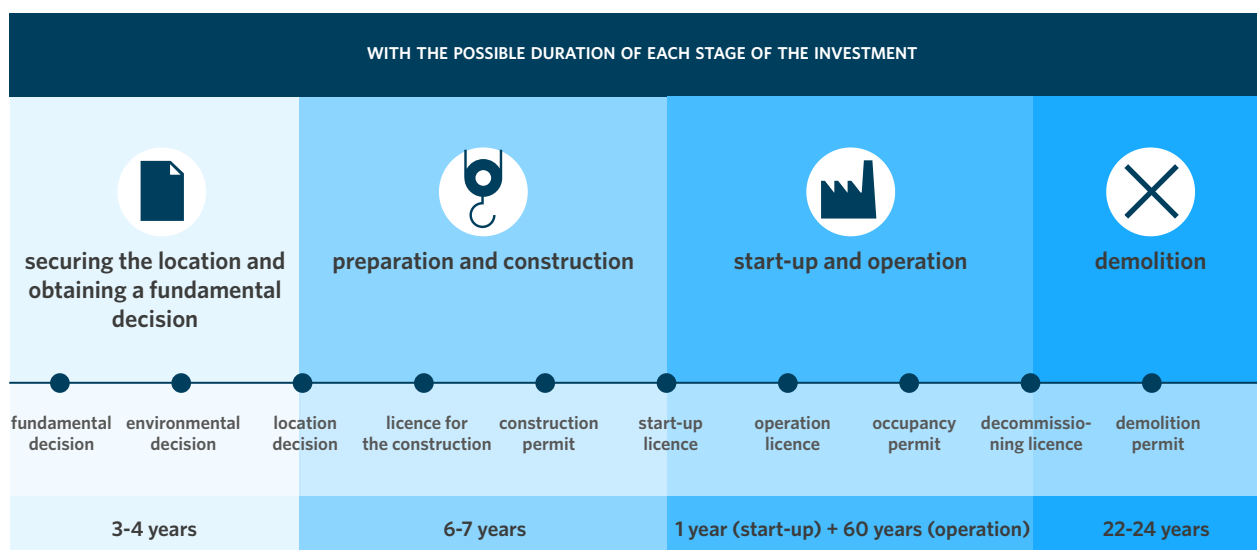 WITH THE POSSIBLE DURATION OF EACH STAGE OF THE INVESTMENT
securing the location and
obtaining a fundamental
decision
preparation and construction
start-up and operation
demolition
fundamental
decision
environmental
decision
location
decision
licence for
the construction
construction
permit
start-up
licence
operation
licence
occupancy
permit
decommissio-
ning licence
demolition
permit
3-4 years
6-7 years
1 year (start-up) + 60 years (operation)
22-24 years